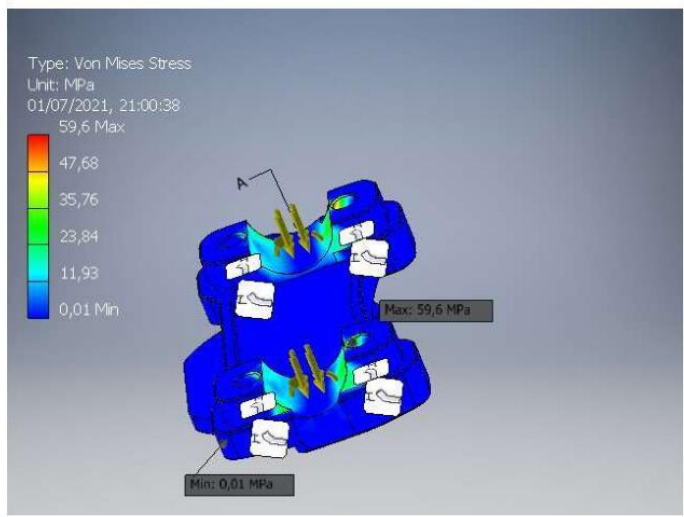 Type: Von Mises Stress
Unit: MPa
01/07/2021, 21:00:38
59,6 Max
47,68
35,76
23,84
11,93
0,01 Min
A
Max: 59,6 MPa
Min: 0,01 MPa